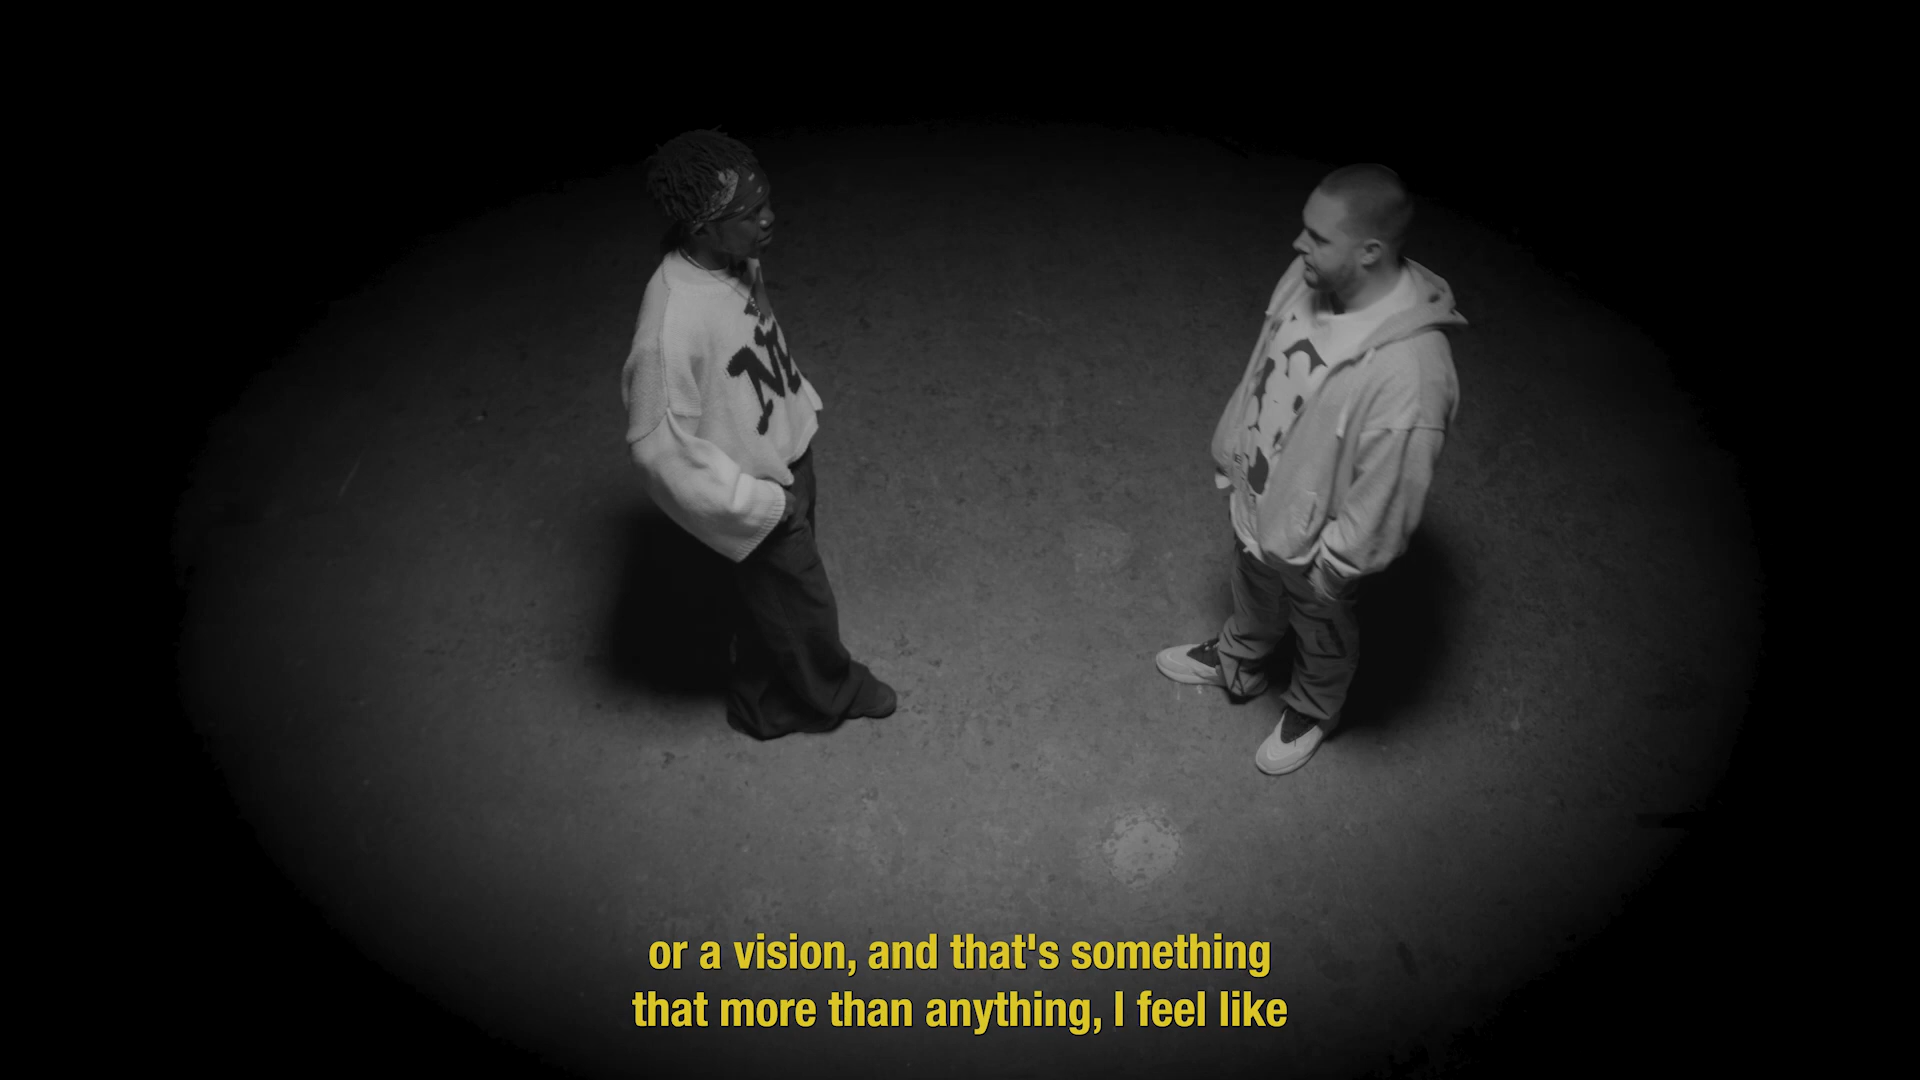 or a vision, and that's something
that more than anything, I feel like